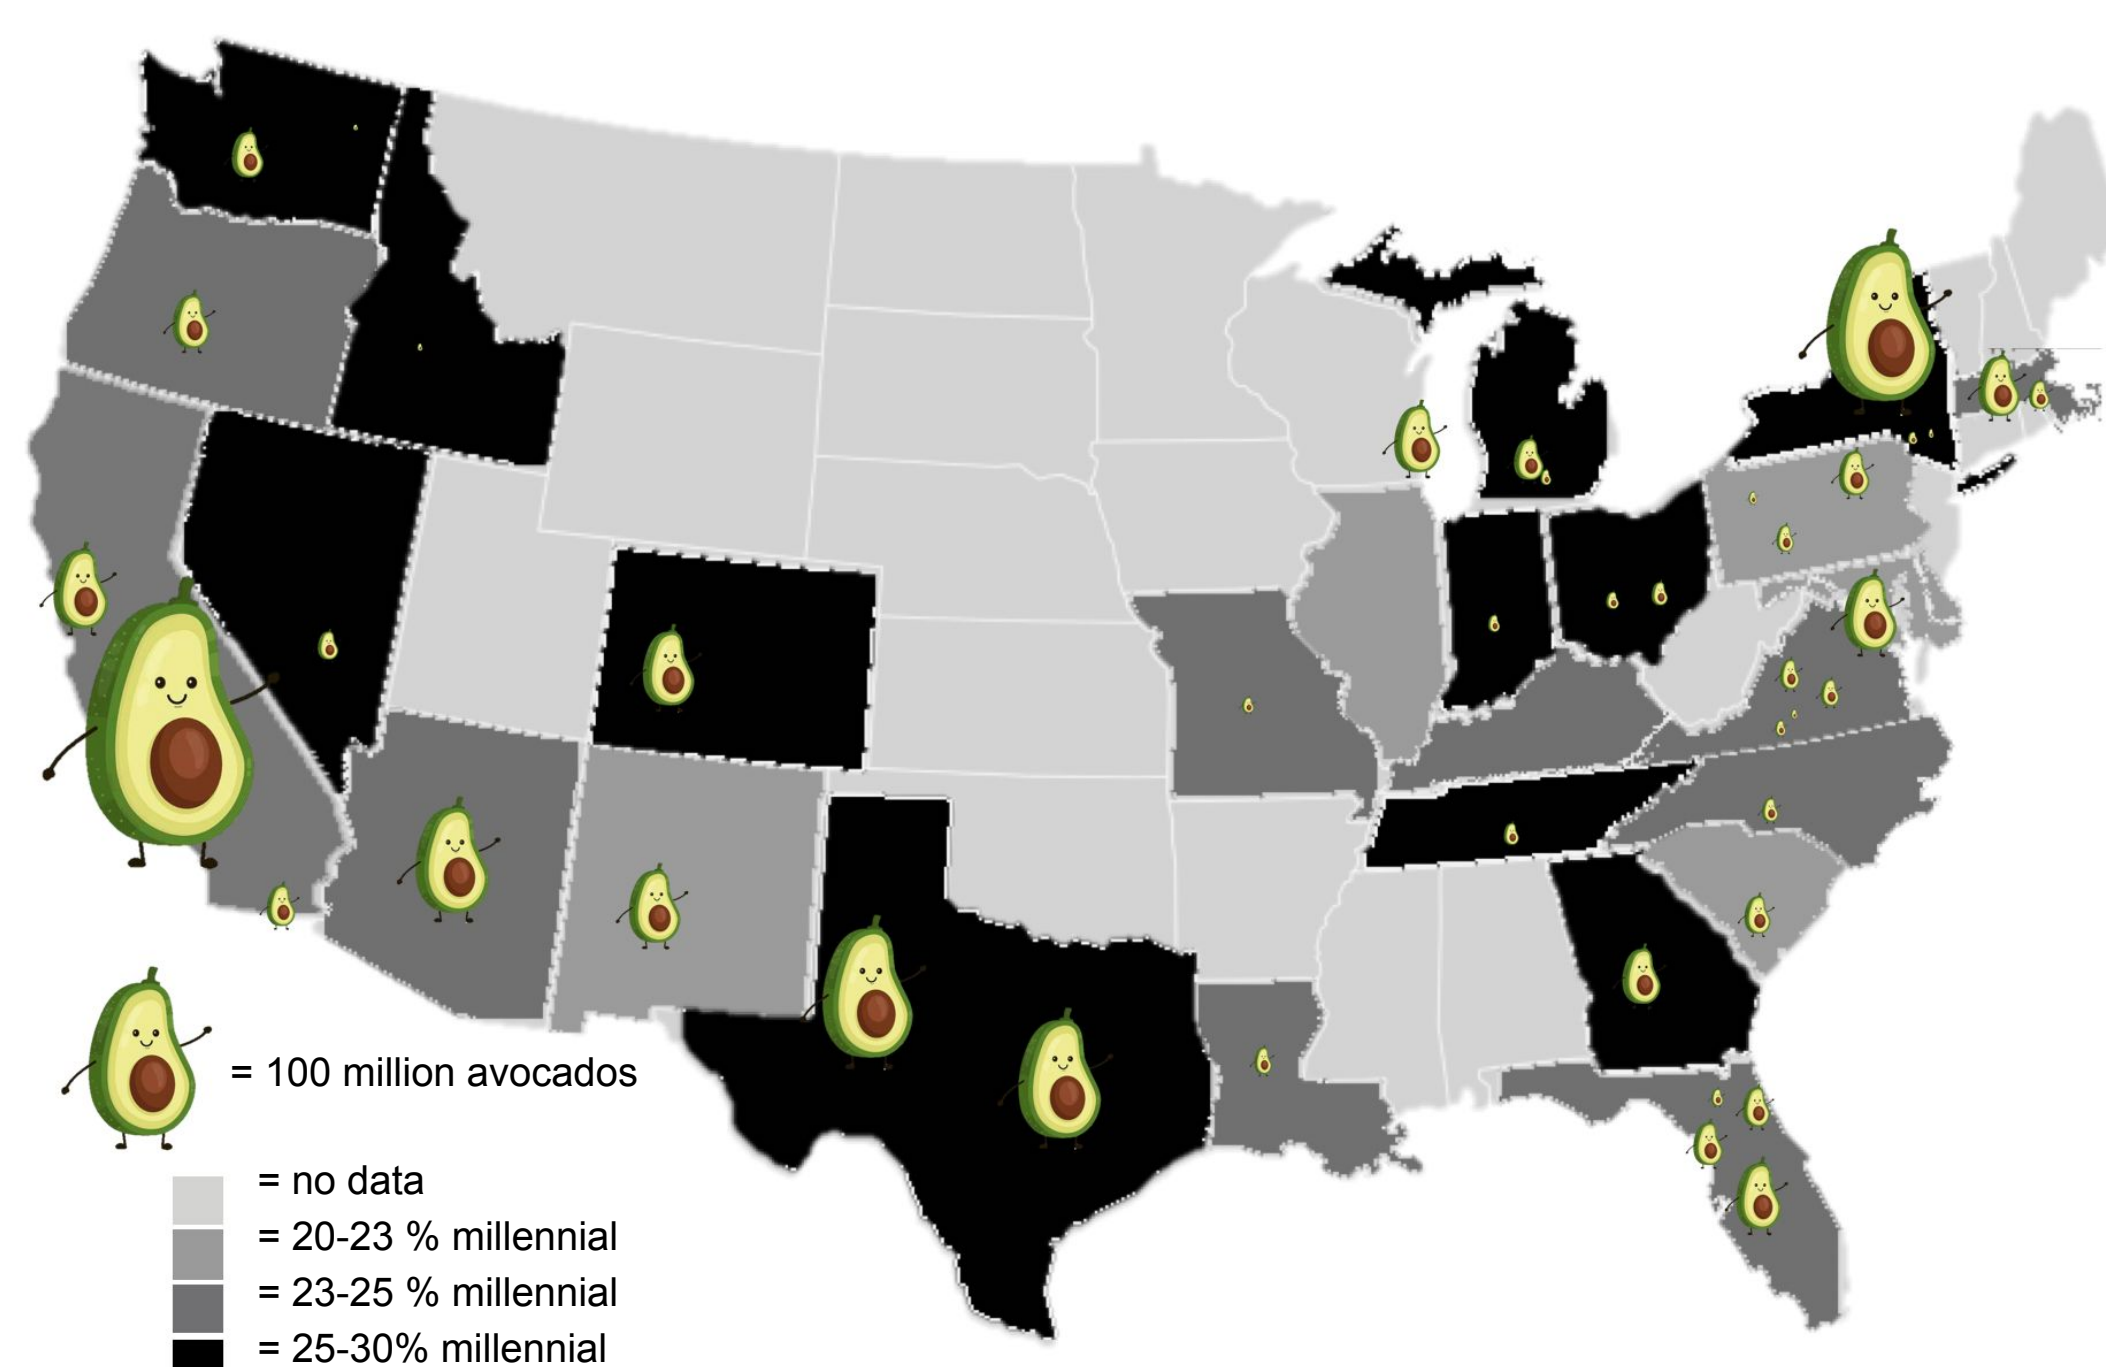 = 100 million avocados
= no data
= 20-23 % millennial
= 23-25 % millennial
= 25-30% millennial